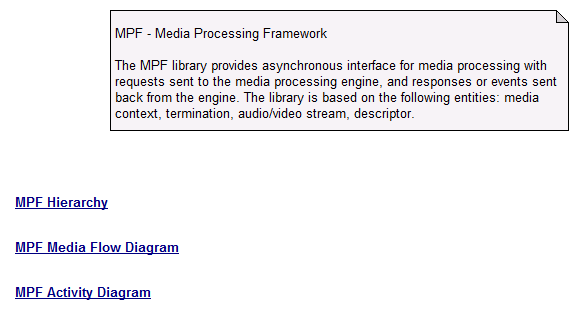 MPF - Media Processing Framework
The MPF library provides asynchronous interface for media processing with
requests sent to the media processing engine, and responses or events sent
back from the engine. The library is based on the following entities: media
context, termination, audio/video stream, descriptor.
MPF Hierarchy
MPF Media Flow Diagram
MPF Activity Diagram